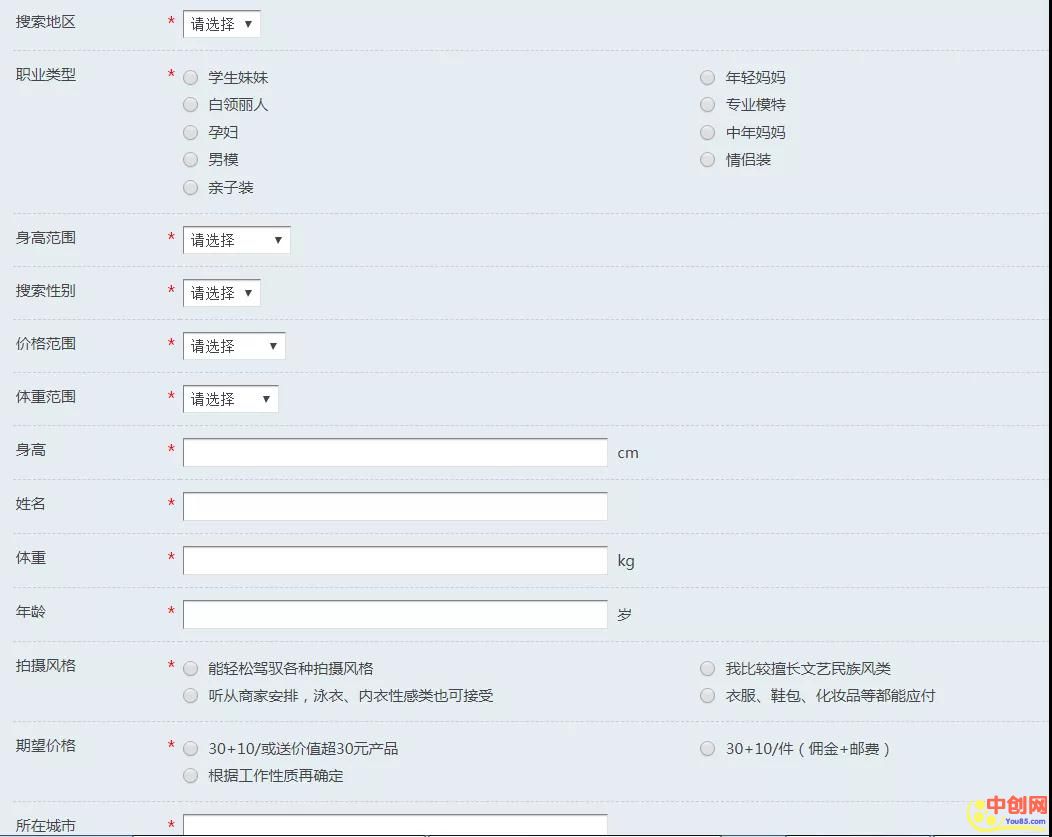 搜索地区 * 请选择 ▼
职业类型 * 学生妹妹 年轻妈妈
白领丽人 专业模特
孕妇 中年妈妈
男模 情侣装
亲子装
身高范围 * 请选择 ▼
搜索性别 * 请选择 ▼
价格范围 * 请选择 ▼
体重范围 * 请选择 ▼
身高 * cm
姓名 *
体重 * kg
年龄 * 岁
拍摄风格 * 能轻松驾驭各种拍摄风格 我比较擅长文艺民族风类
听从商家安排，泳衣、内衣性感类也可接受 衣服、鞋包、化妆品等都能应付
期望价格 * 30+10/或送价值超30元产品 30+10/件（佣金+邮费）
根据工作性质再确定
所在城市 *
中创网
You85.com